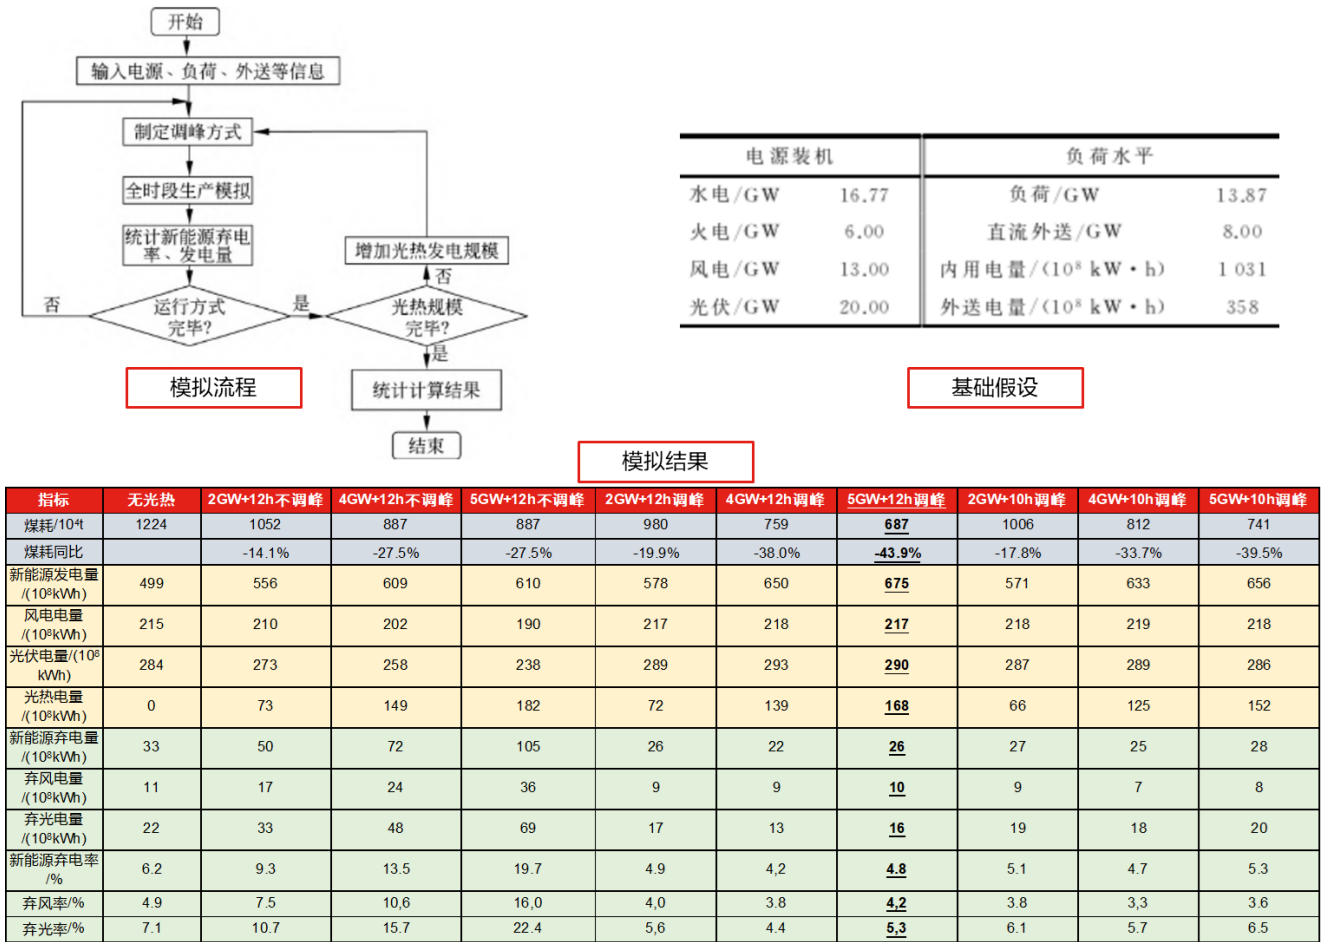 开始
输入电源、负荷、外送等信息
制定调峰方式
全时段生产模拟
统计新能源弃电
率、发电量
增加光热发电规模
否
否
运行方式
完毕?
是
光热规模
完毕?
是
统计计算结果
结束
模拟流程
电源装机 负荷水平
水电/GW 16.77 负荷/GW 13.87
火电/GW 6.00 直流外送/GW 8.00
风电/GW 13.00 内用电量/(10⁸ kW·h) 1 031
光伏/GW 20.00 外送电量/(10⁸ kW·h) 358
基础假设
模拟结果
指标 无光热 2GW+12h不调峰 4GW+12h不调峰 5GW+12h不调峰 2GW+12h调峰 4GW+12h调峰 5GW+12h调峰 2GW+10h调峰 4GW+10h调峰 5GW+10h调峰
煤耗/10⁴t 1224 1052 887 887 980 759 687 1006 812 741
煤耗同比 -14.1% -27.5% -27.5% -19.9% -38.0% -43.9% -17.8% -33.7% -39.5%
新能源发电量
/(10⁸kWh) 499 556 609 610 578 650 675 571 633 656
风电电量
/(10⁸kWh) 215 210 202 190 217 218 217 218 219 218
光伏电量/(10⁸
kWh) 284 273 258 238 289 293 290 287 289 286
光热电量
/(10⁸kWh) 0 73 149 182 72 139 168 66 125 152
新能源弃电量
/(10⁸kWh) 33 50 72 105 26 22 26 27 25 28
弃风电量
/(10⁸kWh) 11 17 24 36 9 9 10 9 7 8
弃光电量
/(10⁸kWh) 22 33 48 69 17 13 16 19 18 20
新能源弃电率
/% 6.2 9.3 13.5 19.7 4.9 4,2 4.8 5.1 4.7 5.3
弃风率/% 4.9 7.5 10,6 16,0 4,0 3.8 4,2 3.8 3,3 3.6
弃光率/% 7.1 10.7 15.7 22.4 5,6 4.4 5,3 6.1 5.7 6.5